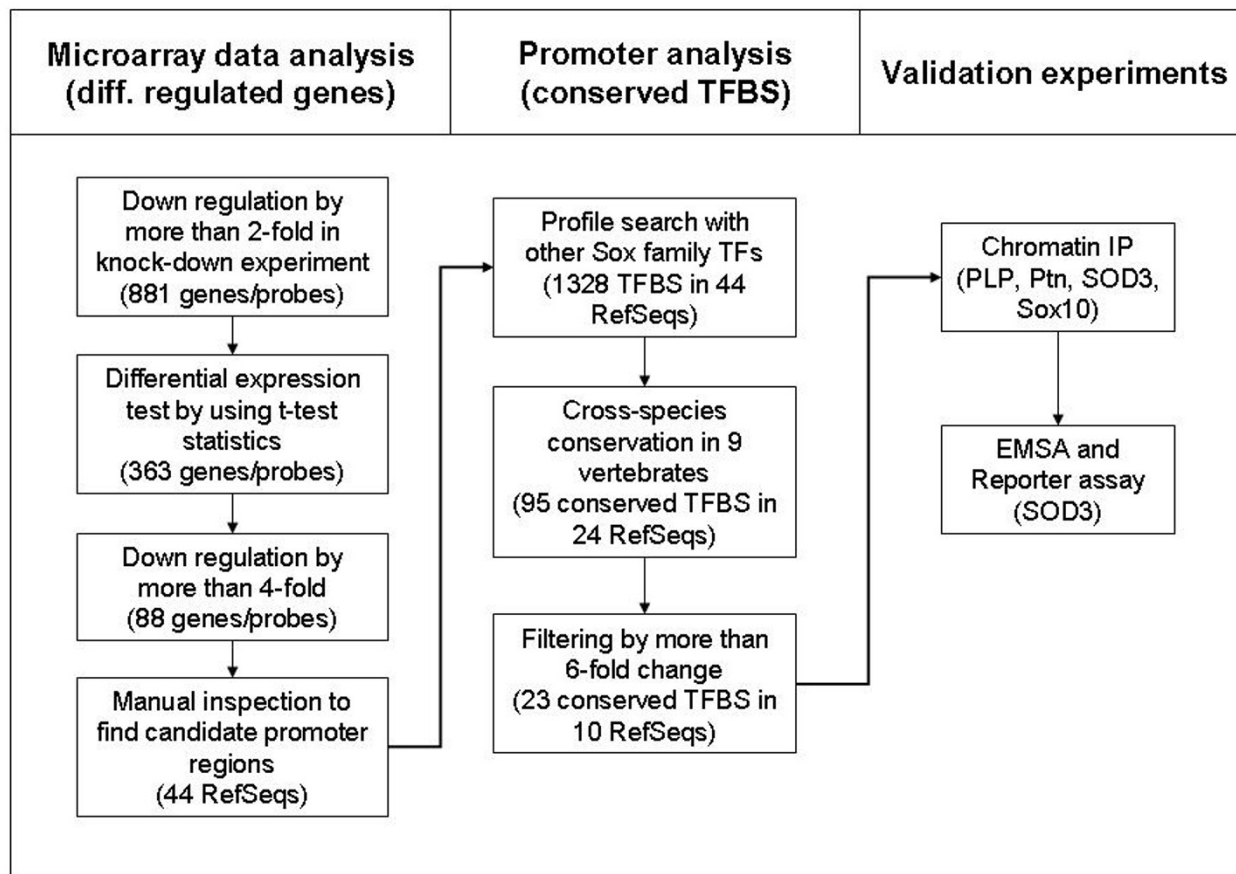 Microarray data analysis
(diff. regulated genes)
Promoter analysis
(conserved TFBS)
Validation experiments
Down regulation by
more than 2-fold in
knock-down experiment
(881 genes/probes)
Differential expression
test by using t-test
statistics
(363 genes/probes)
Down regulation by
more than 4-fold
(88 genes/probes)
Manual inspection to
find candidate promoter
regions
(44 RefSeqs)
Profile search with
other Sox family TFs
(1328 TFBS in 44
RefSeqs)
Cross-species
conservation in 9
vertebrates
(95 conserved TFBS in
24 RefSeqs)
Filtering by more than
6-fold change
(23 conserved TFBS in
10 RefSeqs)
Chromatin IP
(PLP, Ptn, SOD3,
Sox10)
EMSA and
Reporter assay
(SOD3)